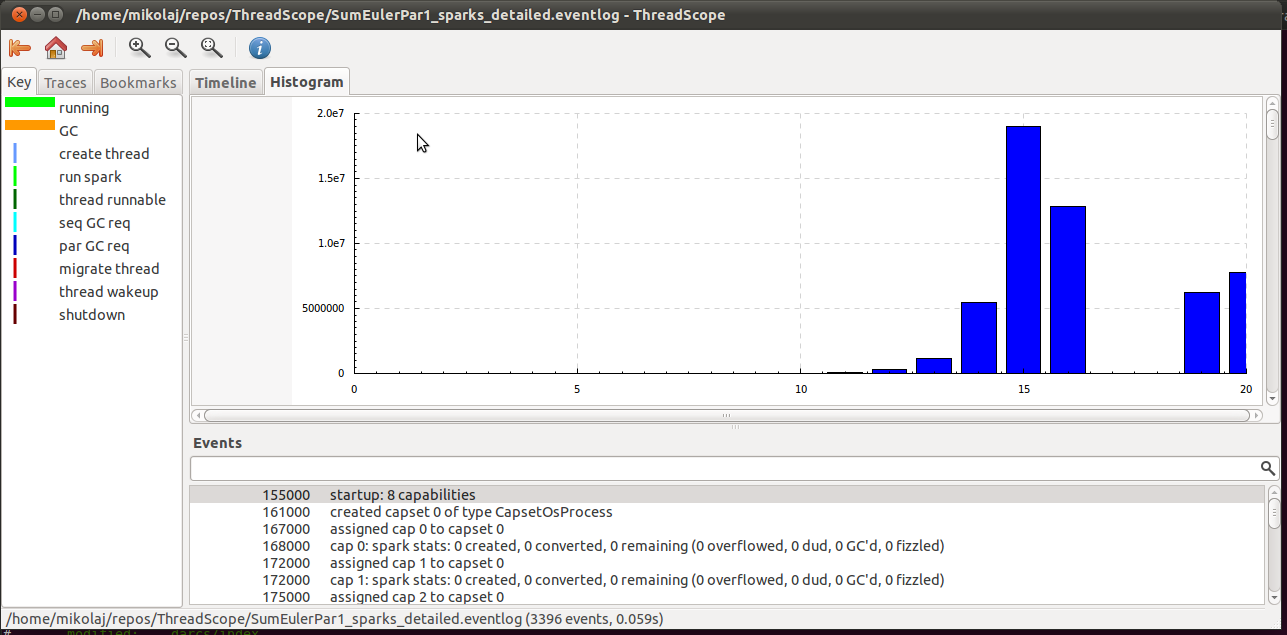 /home/mikolaj/repos/ThreadScope/SumEulerPar1_sparks_detailed.eventlog - ThreadScope
Key Traces Bookmarks
running
GC
create thread
run spark
thread runnable
seq GC req
par GC req
migrate thread
thread wakeup
shutdown
Timeline Histogram
2.0e7
1.5e7
1.0e7
5000000
0
0 5 10 15 20
Events
155000 startup: 8 capabilities
161000 created capset 0 of type CapsetOsProcess
167000 assigned cap 0 to capset 0
168000 cap 0: spark stats: 0 created, 0 converted, 0 remaining (0 overflowed, 0 dud, 0 GC'd, 0 fizzled)
172000 assigned cap 1 to capset 0
172000 cap 1: spark stats: 0 created, 0 converted, 0 remaining (0 overflowed, 0 dud, 0 GC'd, 0 fizzled)
175000 assigned cap 2 to capset 0
/home/mikolaj/repos/ThreadScope/SumEulerPar1_sparks_detailed.eventlog (3396 events, 0.059s)
# modified: darcs/index